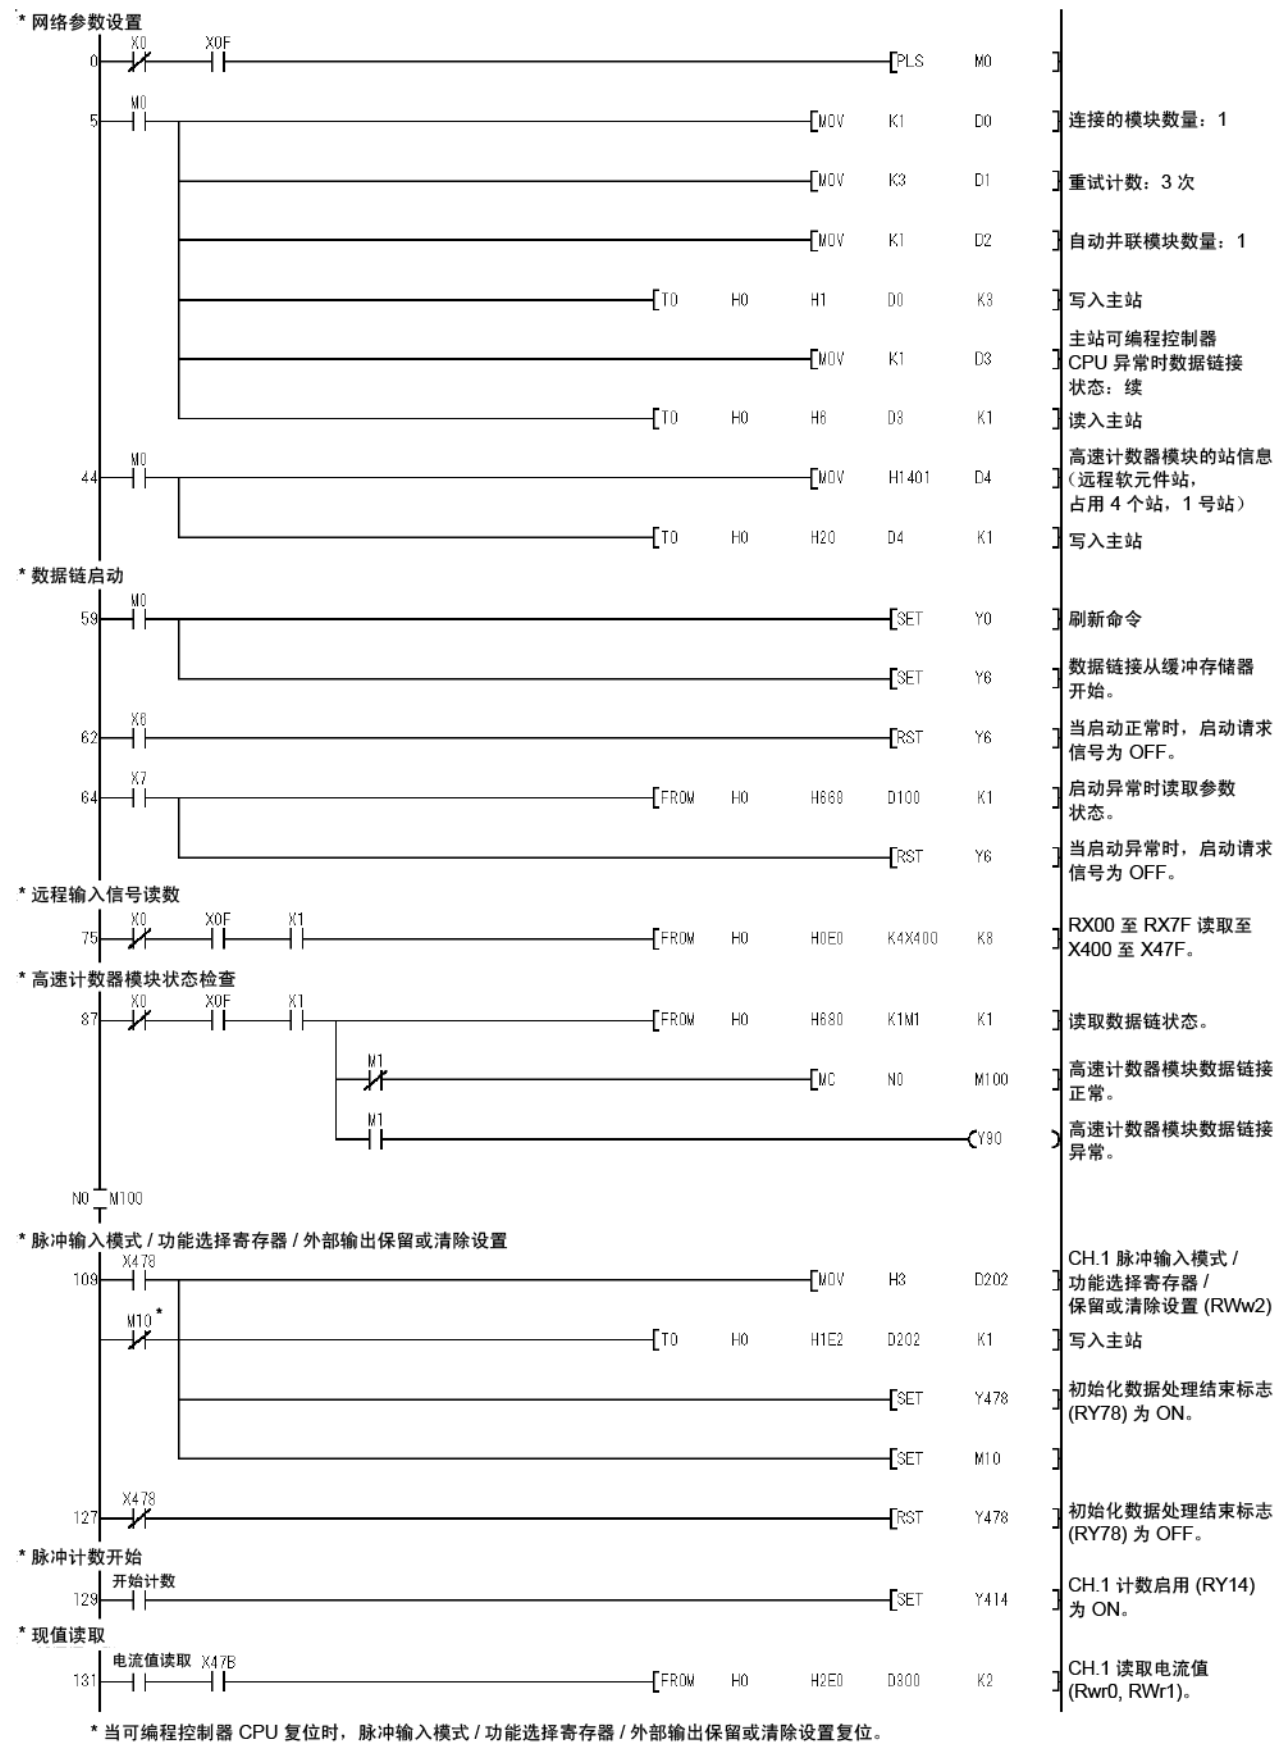 * 网络参数设置
X0 X0F
0 PLS M0
M0
5 MOV K1 D0 连接的模块数量：1
MOV K3 D1 重试计数：3 次
MOV K1 D2 自动并联模块数量：1
TO H0 H1 D0 K3 写入主站
主站可编程控制器
MOV K1 D3 CPU 异常时数据链接
状态：续
TO H0 H6 D3 K1 读入主站
M0 高速计数器模块的站信息
44 MOV H1401 D4 （远程软元件站，
占用 4 个站，1 号站）
TO H0 H20 D4 K1 写入主站
* 数据链启动
M0
59 SET Y0 刷新命令
SET Y6 数据链接从缓冲存储器
开始。
X6 当启动正常时，启动请求
62 RST Y6 信号为 OFF。
X7 启动异常时读取参数
64 FROM H0 H668 D100 K1 状态。
RST Y6 当启动异常时，启动请求
信号为 OFF。
* 远程输入信号读数
X0 X0F X1 RX00 至 RX7F 读取至
75 FROM H0 H0E0 K4X400 K8 X400 至 X47F。
* 高速计数器模块状态检查
X0 X0F X1
87 FROM H0 H680 K1M1 K1 读取数据链状态。
M1 高速计数器模块数据链接
MC N0 M100 正常。
M1 高速计数器模块数据链接
Y90 异常。
N0 M100
* 脉冲输入模式 / 功能选择寄存器 / 外部输出保留或清除设置
X478 CH.1 脉冲输入模式 /
109 MOV H3 D202 功能选择寄存器 /
保留或清除设置 (RWw2)
M10 *
TO H0 H1E2 D202 K1 写入主站
SET Y478 初始化数据处理结束标志
(RY78) 为 ON。
SET M10
X478 初始化数据处理结束标志
127 RST Y478 (RY78) 为 OFF。
* 脉冲计数开始
开始计数 CH.1 计数启用 (RY14)
129 SET Y414 为 ON。
* 现值读取
电流值读取 X47B CH.1 读取电流值
131 FROM H0 H2E0 D300 K2 (Rwr0, RWr1)。
* 当可编程控制器 CPU 复位时，脉冲输入模式 / 功能选择寄存器 / 外部输出保留或清除设置复位。